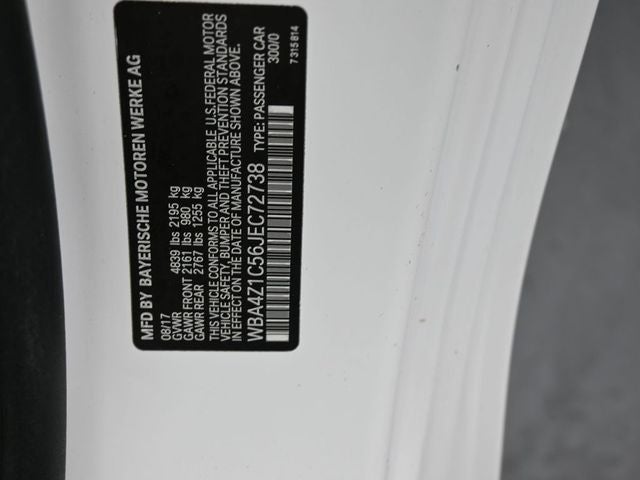 MFD BY BAYERISCHE MOTOREN WERKE AG
08/17
GVWR 4839 lbs 2195 kg
GAWR FRONT 2161 lbs 980 kg
GAWR REAR 2767 lbs 1255 kg
THIS VEHICLE CONFORMS TO ALL APPLICABLE U.S.FEDERAL MOTOR
VEHICLE SAFETY, BUMPER AND THEFT PREVENTION STANDARDS
IN EFFECT ON THE DATE OF MANUFACTURE SHOWN ABOVE.
WBA4Z1C56JEC72738 TYPE: PASSENGER CAR
300/0
7 315 814